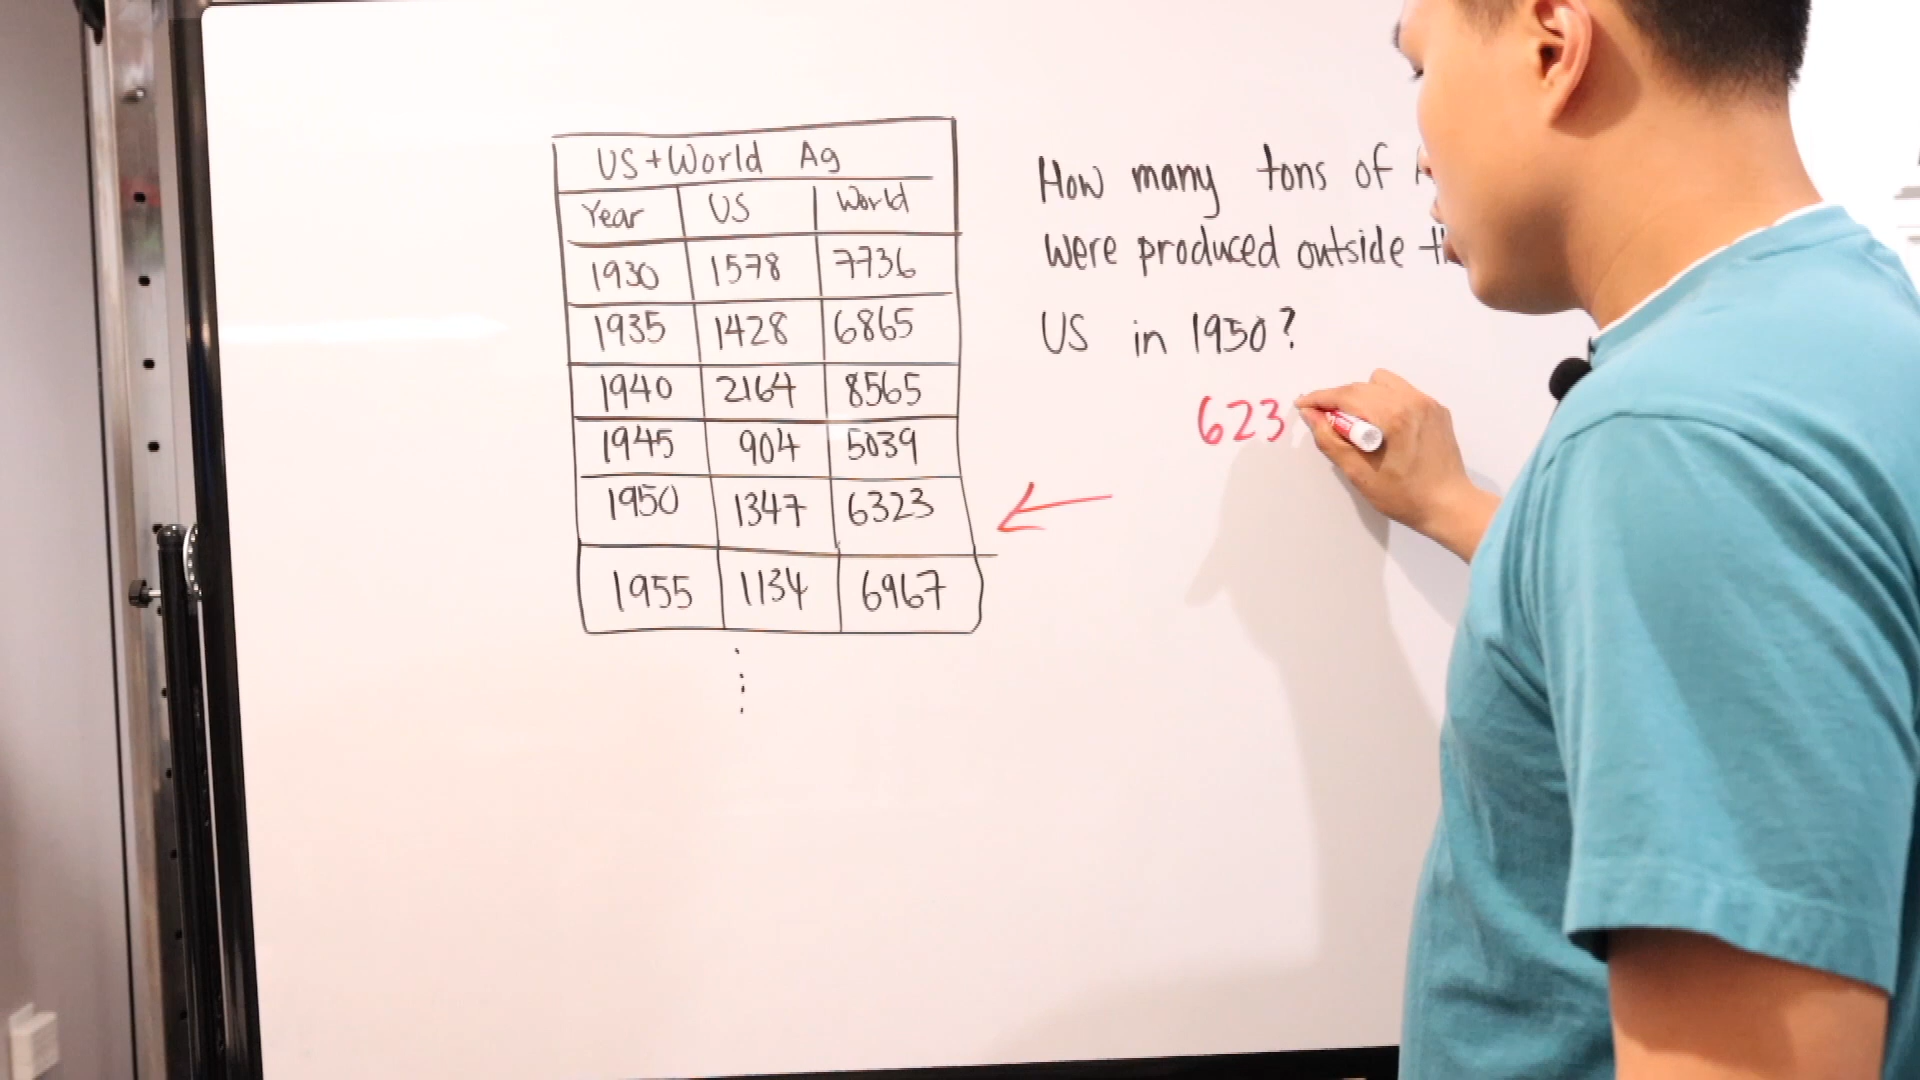 US + World Ag
Year US World
1930 1578 7736
1935 1428 6865
1940 2164 8565
1945 904 5039
1950 1347 6323
1955 1134 6967
How many tons of
were produced outside
US in 1950?
623